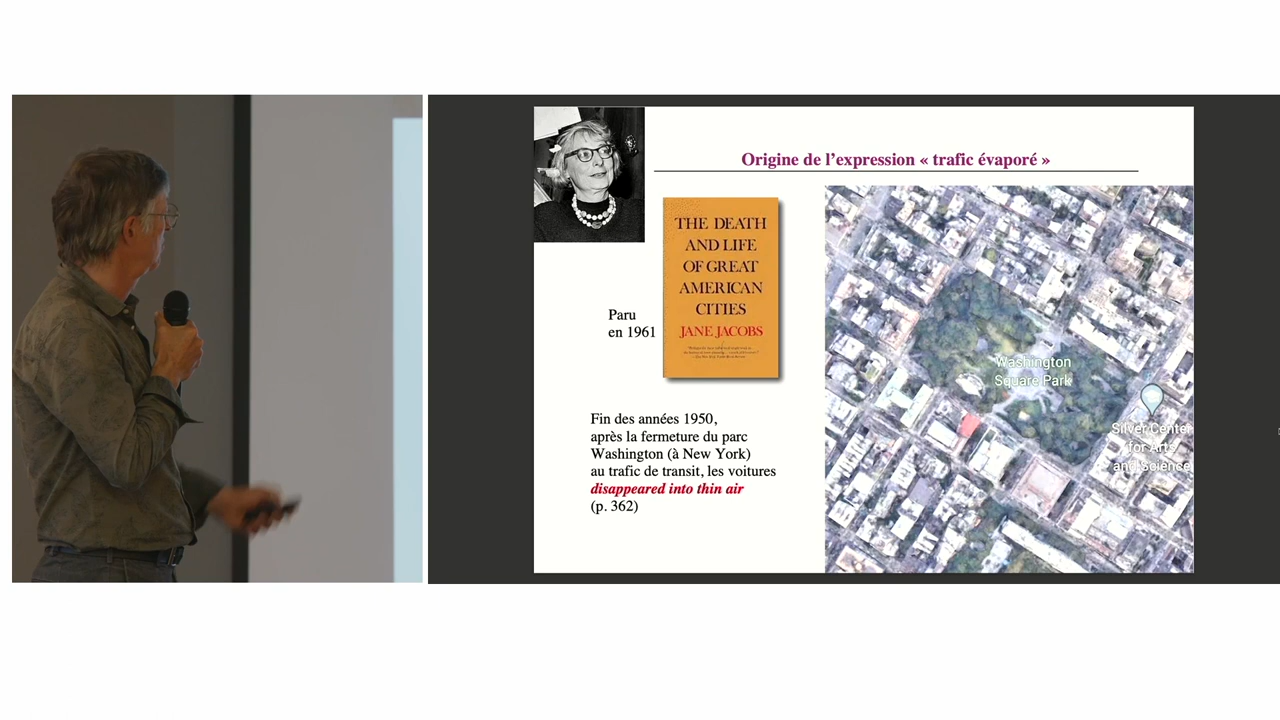 Origine de l’expression « trafic évaporé »
THE DEATH
AND LIFE
OF GREAT
AMERICAN
CITIES
JANE JACOBS
Paru
en 1961
Fin des années 1950,
après la fermeture du parc
Washington (à New York)
au trafic de transit, les voitures
disappeared into thin air
(p. 362)
Washington
Square Park
Silver Center
for Arts
and Science